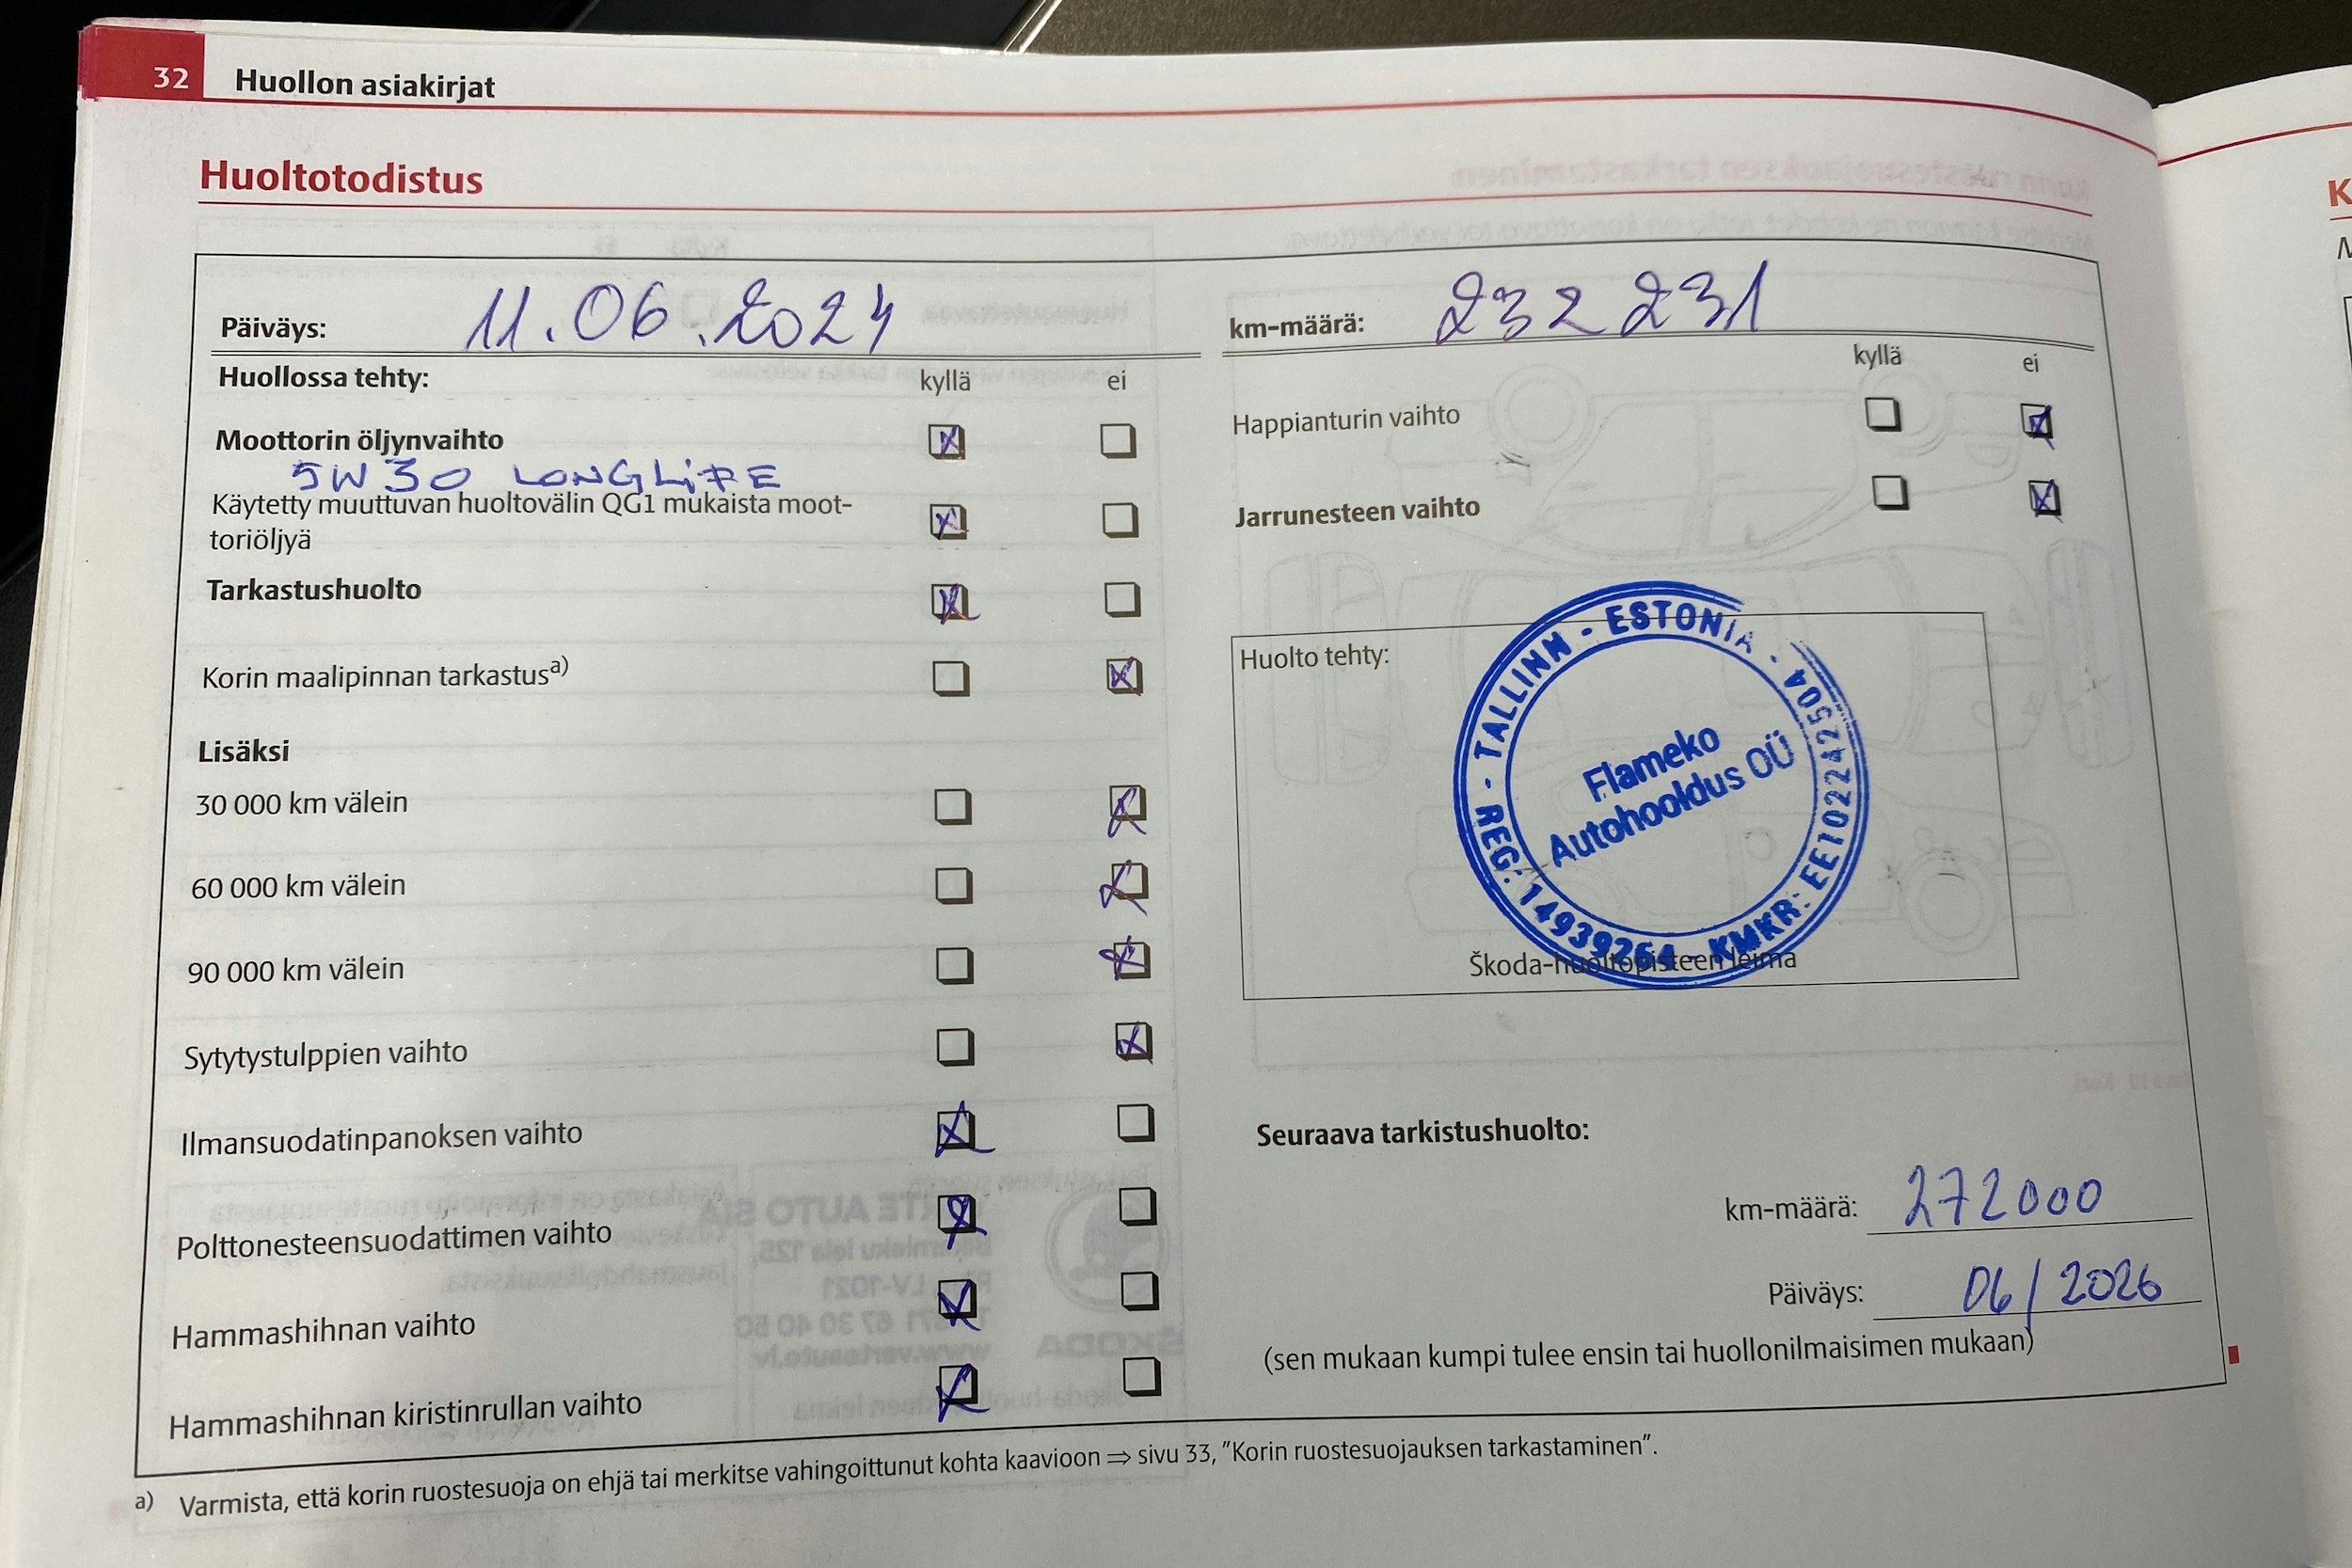 32 Huollon asiakirjat
Huoltotodistus
Päiväys: 11.06.2024
Huollossa tehty: kyllä ei
Moottorin öljynvaihto
5W30 LONGLiFE
Käytetty muuttuvan huoltovälin QG1 mukaista moot-
toriöljyä
Tarkastushuolto
Korin maalipinnan tarkastus a)
Lisäksi
30 000 km välein
60 000 km välein
90 000 km välein
Sytytystulppien vaihto
Ilmansuodatinpanoksen vaihto
Polttonesteensuodattimen vaihto
Hammashihnan vaihto
Hammashihnan kiristinrullan vaihto
km-määrä: 232 231
kyllä ei
Happianturin vaihto
Jarrunesteen vaihto
Huolto tehty:
TALLINN - ESTONIA - REG: 14939264 - KMKR: EE102242504
Flameko
Autohooldus OÜ
Škoda-huoltopisteen leima
Seuraava tarkistushuolto:
km-määrä: 272000
Päiväys: 06/2026
(sen mukaan kumpi tulee ensin tai huollonilmaisimen mukaan)
a) Varmista, että korin ruostesuoja on ehjä tai merkitse vahingoittunut kohta kaavioon ⇒ sivu 33, "Korin ruostesuojauksen tarkastaminen".
K